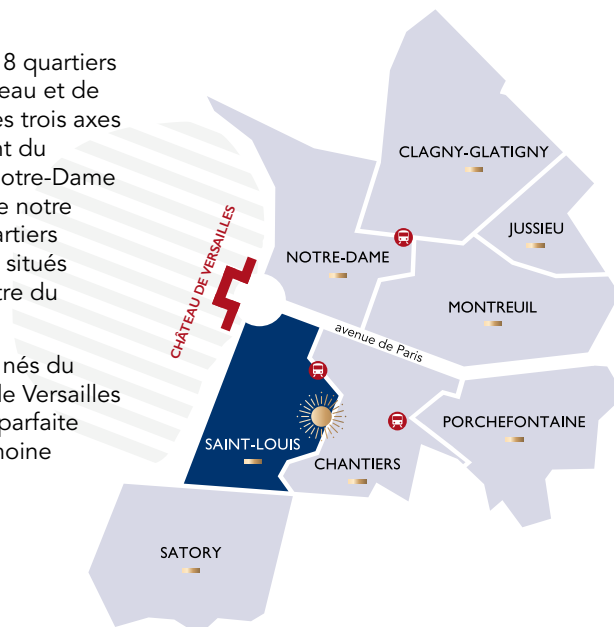 8 quartiers
eau et de
es trois axes
nt du
otre-Dame
e notre
artiers
situés
tre du
nés du
de Versailles
parfaite
moine
CLAGNY-GLATIGNY
JUSSIEU
NOTRE-DAME
MONTREUIL
CHÂTEAU DE VERSAILLES
avenue de Paris
PORCHEFONTAINE
SAINT-LOUIS
CHANTIERS
SATORY